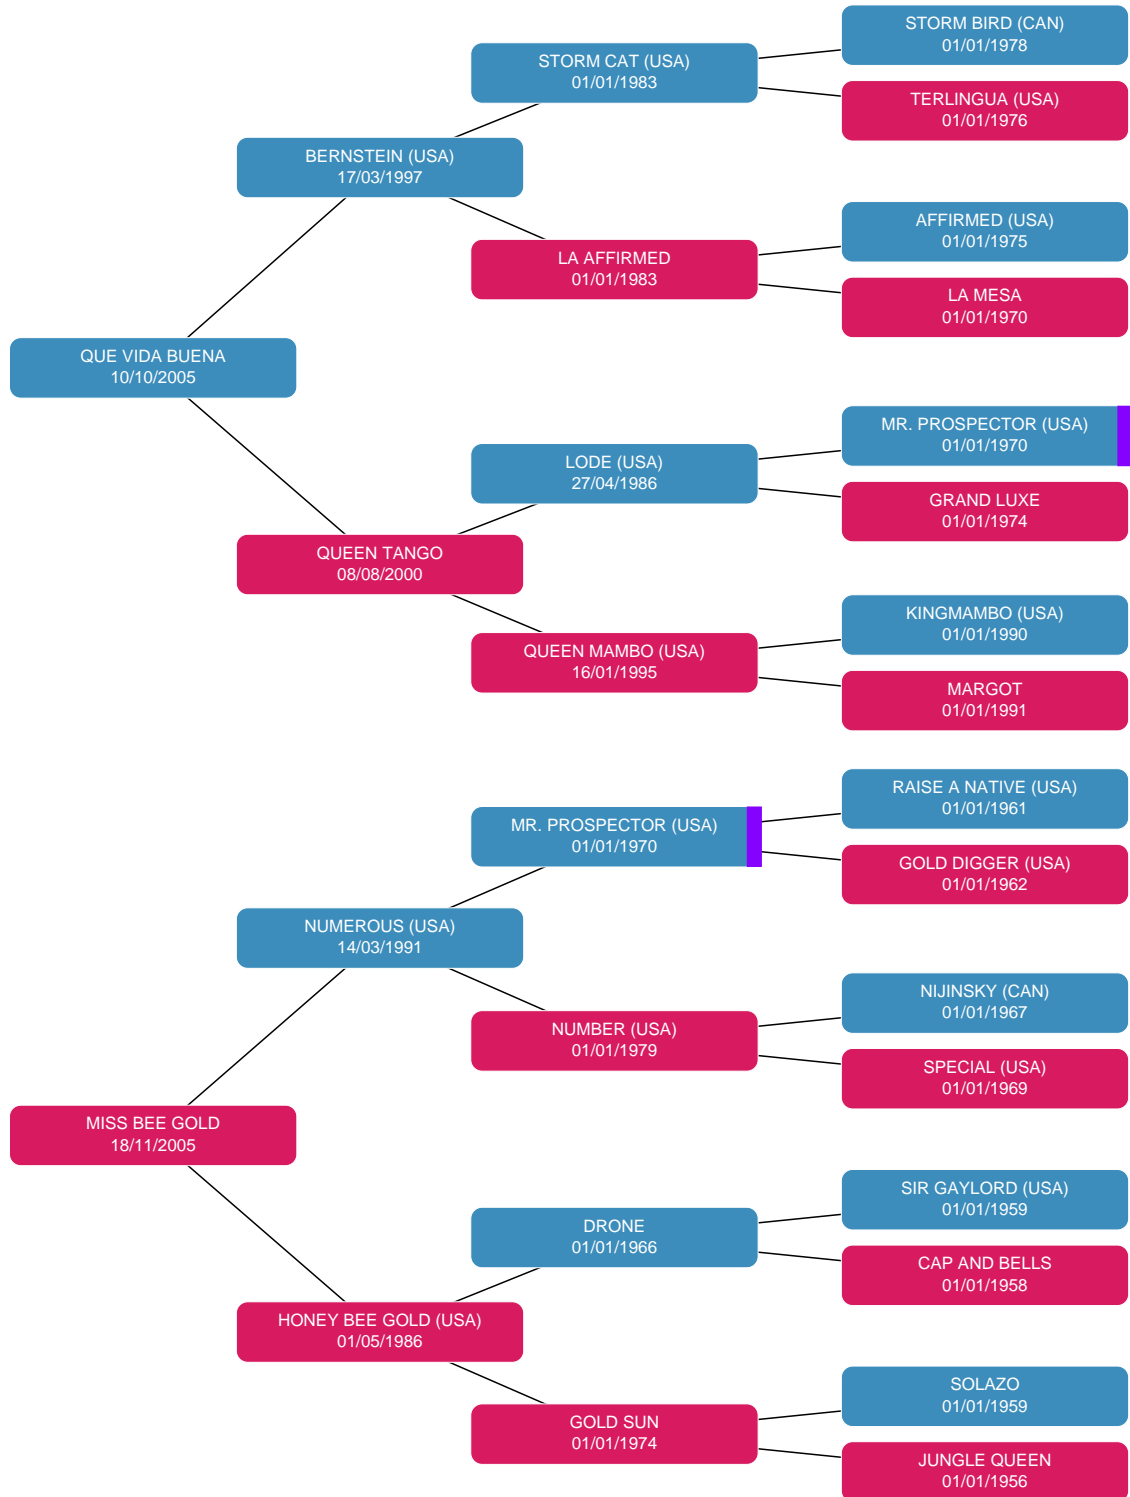 STORM BIRD (CAN)
01/01/1978
STORM CAT (USA)
01/01/1983
TERLINGUA (USA)
01/01/1976
BERNSTEIN (USA)
17/03/1997
AFFIRMED (USA)
01/01/1975
LA AFFIRMED
01/01/1983
LA MESA
01/01/1970
QUE VIDA BUENA
10/10/2005
MR. PROSPECTOR (USA)
01/01/1970
LODE (USA)
27/04/1986
GRAND LUXE
01/01/1974
QUEEN TANGO
08/08/2000
KINGMAMBO (USA)
01/01/1990
QUEEN MAMBO (USA)
16/01/1995
MARGOT
01/01/1991
RAISE A NATIVE (USA)
01/01/1961
MR. PROSPECTOR (USA)
01/01/1970
GOLD DIGGER (USA)
01/01/1962
NUMEROUS (USA)
14/03/1991
NIJINSKY (CAN)
01/01/1967
NUMBER (USA)
01/01/1979
SPECIAL (USA)
01/01/1969
MISS BEE GOLD
18/11/2005
SIR GAYLORD (USA)
01/01/1959
DRONE
01/01/1966
CAP AND BELLS
01/01/1958
HONEY BEE GOLD (USA)
01/05/1986
SOLAZO
01/01/1959
GOLD SUN
01/01/1974
JUNGLE QUEEN
01/01/1956